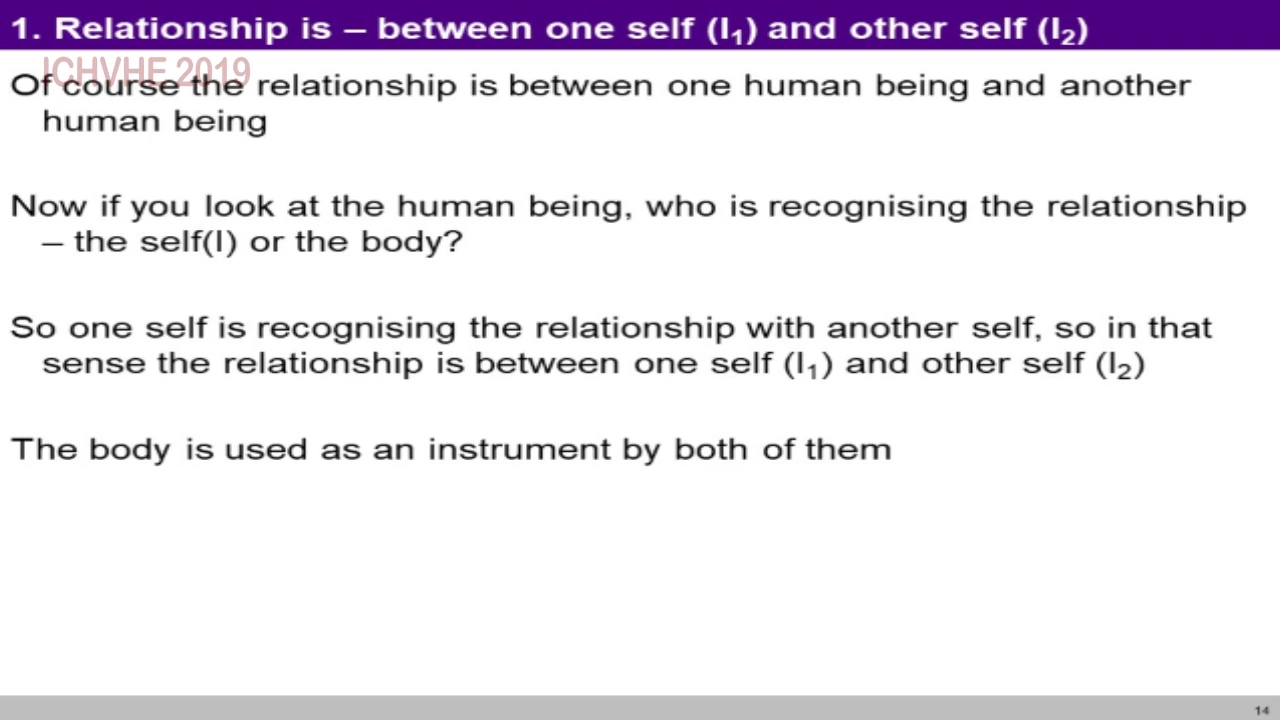 1. Relationship is – between one self (I₁) and other self (I₂)
ICHVHE 2019
Of course the relationship is between one human being and another
human being
Now if you look at the human being, who is recognising the relationship
– the self(I) or the body?
So one self is recognising the relationship with another self, so in that
sense the relationship is between one self (I₁) and other self (I₂)
The body is used as an instrument by both of them
14